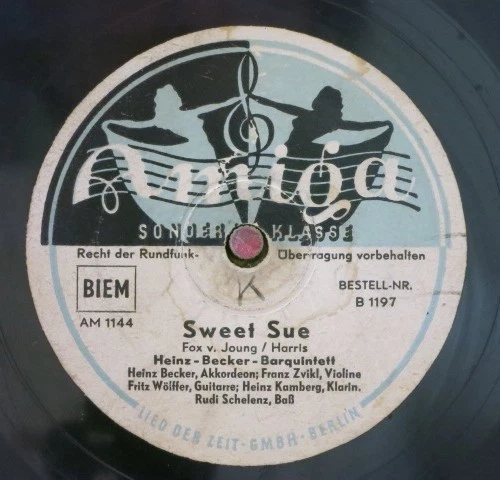 Amiga
SONDER KLASSE
Recht der Rundfunk- Übertragung vorbehalten
BIEM
BESTELL-NR.
B 1197
AM 1144
K
Sweet Sue
Fox v. Joung / Harris
Heinz-Becker-Barquintett
Heinz Becker, Akkordeon; Franz Zvikl, Violine
Fritz Wölffer, Guitarre; Heinz Kamberg, Klarin.
Rudi Schelenz, Baß
LIED DER ZEIT-GMBH-BERLIN